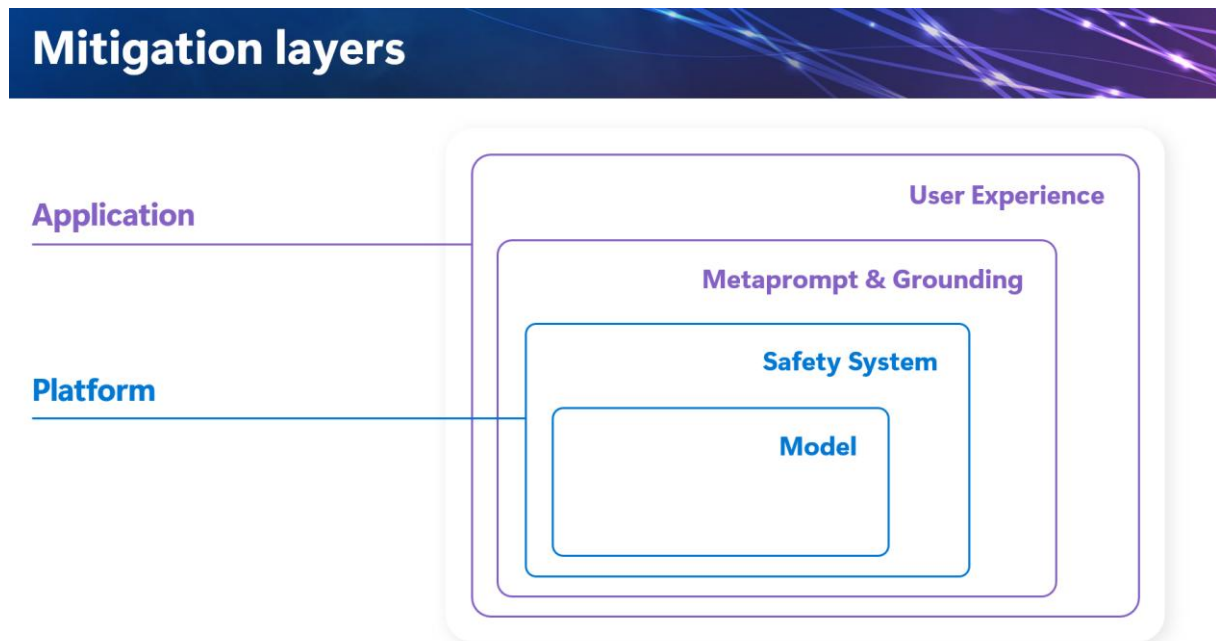 Mitigation layers
Application
User Experience
Metaprompt & Grounding
Safety System
Platform
Model